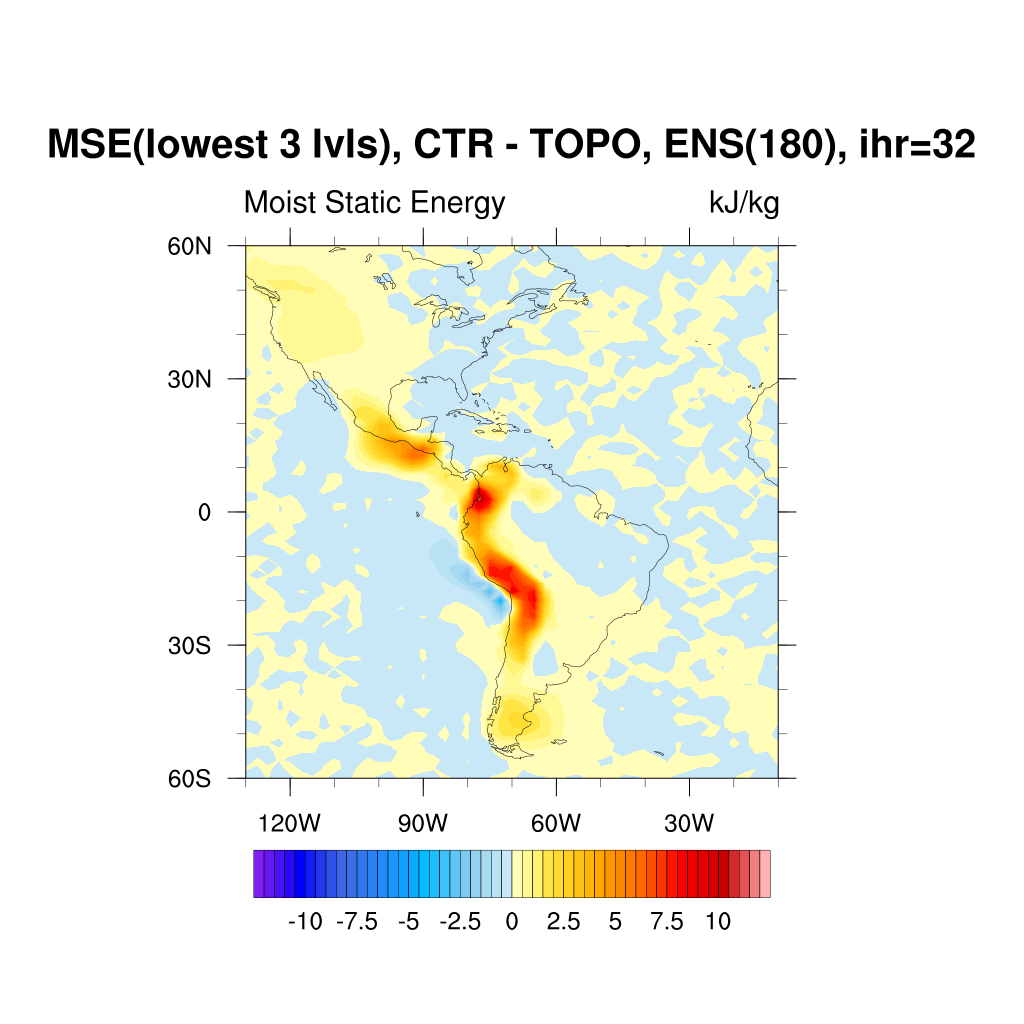 MSE(lowest 3 lvls), CTR - TOPO, ENS(180), ihr=32
Moist Static Energy kJ/kg
60N
30N
0
30S
60S
120W 90W 60W 30W
-10 -7.5 -5 -2.5 0 2.5 5 7.5 10